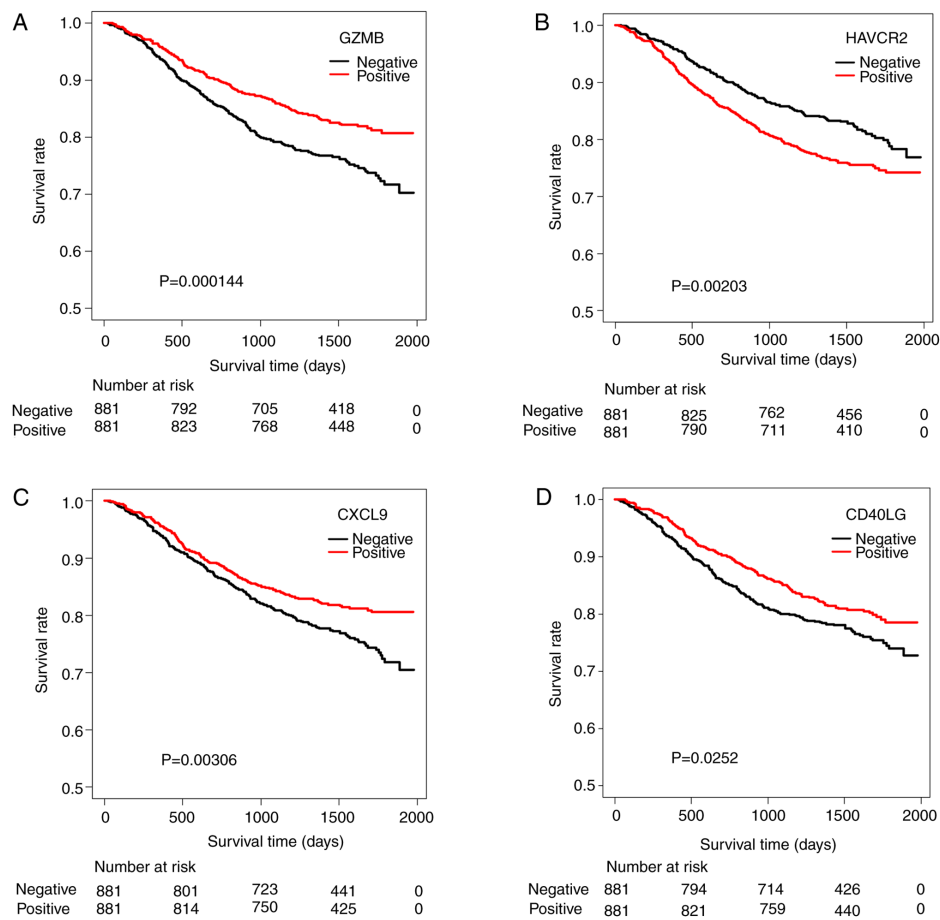 A
GZMB
Negative
Positive
1.0
0.9
0.8
0.7
0.6
0.5
Survival rate
P=0.000144
0 500 1000 1500 2000
Survival time (days)
Number at risk
Negative 881 792 705 418 0
Positive 881 823 768 448 0
B
HAVCR2
Negative
Positive
1.0
0.9
0.8
0.7
0.6
0.5
Survival rate
P=0.00203
0 500 1000 1500 2000
Survival time (days)
Number at risk
Negative 881 825 762 456 0
Positive 881 790 711 410 0
C
CXCL9
Negative
Positive
1.0
0.9
0.8
0.7
0.6
0.5
Survival rate
P=0.00306
0 500 1000 1500 2000
Survival time (days)
Number at risk
Negative 881 801 723 441 0
Positive 881 814 750 425 0
D
CD40LG
Negative
Positive
1.0
0.9
0.8
0.7
0.6
0.5
Survival rate
P=0.0252
0 500 1000 1500 2000
Survival time (days)
Number at risk
Negative 881 794 714 426 0
Positive 881 821 759 440 0